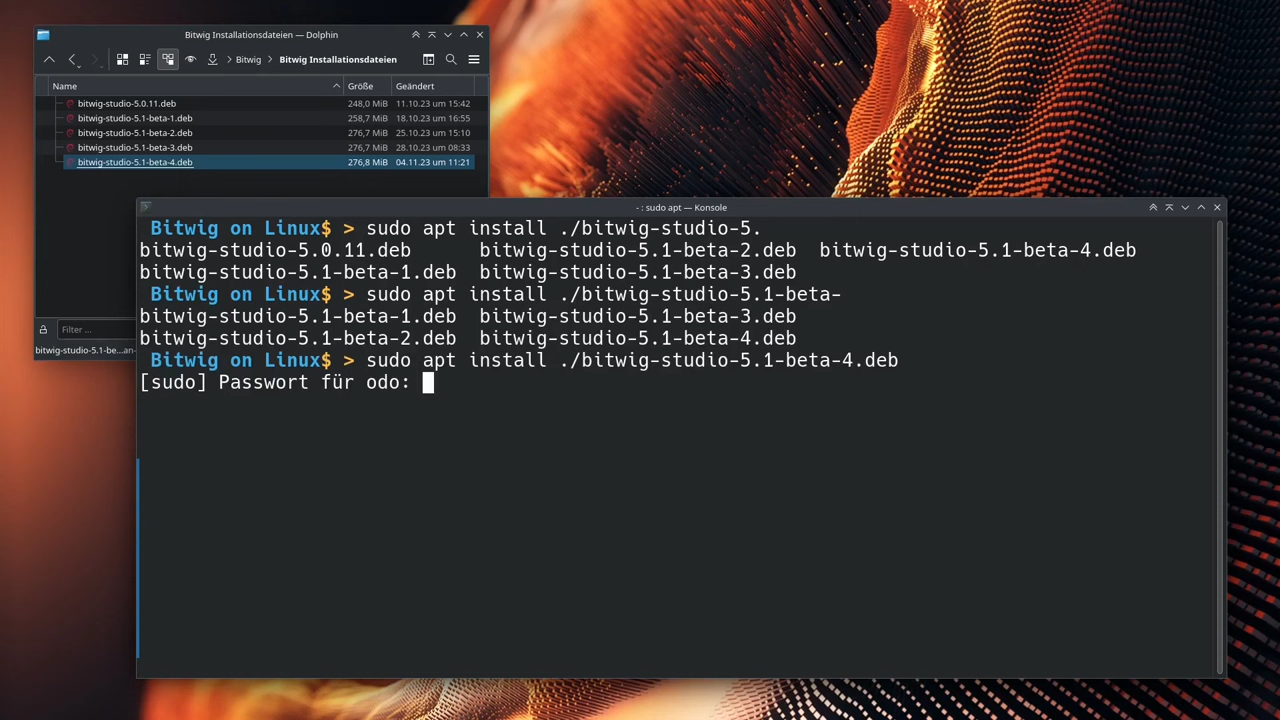 Bitwig Installationsdateien — Dolphin
Bitwig Bitwig Installationsdateien
Name Größe Geändert
bitwig-studio-5.0.11.deb 248,0 MiB 11.10.23 um 15:42
bitwig-studio-5.1-beta-1.deb 258,7 MiB 18.10.23 um 16:55
bitwig-studio-5.1-beta-2.deb 276,7 MiB 25.10.23 um 15:10
bitwig-studio-5.1-beta-3.deb 276,7 MiB 28.10.23 um 08:33
bitwig-studio-5.1-beta-4.deb 276,8 MiB 04.11.23 um 11:21
Filter ...
bitwig-studio-5.1-be...an-
- : sudo apt — Konsole
Bitwig on Linux$ > sudo apt install ./bitwig-studio-5.
bitwig-studio-5.0.11.deb bitwig-studio-5.1-beta-2.deb bitwig-studio-5.1-beta-4.deb
bitwig-studio-5.1-beta-1.deb bitwig-studio-5.1-beta-3.deb
Bitwig on Linux$ > sudo apt install ./bitwig-studio-5.1-beta-
bitwig-studio-5.1-beta-1.deb bitwig-studio-5.1-beta-3.deb
bitwig-studio-5.1-beta-2.deb bitwig-studio-5.1-beta-4.deb
Bitwig on Linux$ > sudo apt install ./bitwig-studio-5.1-beta-4.deb
[sudo] Passwort für odo: